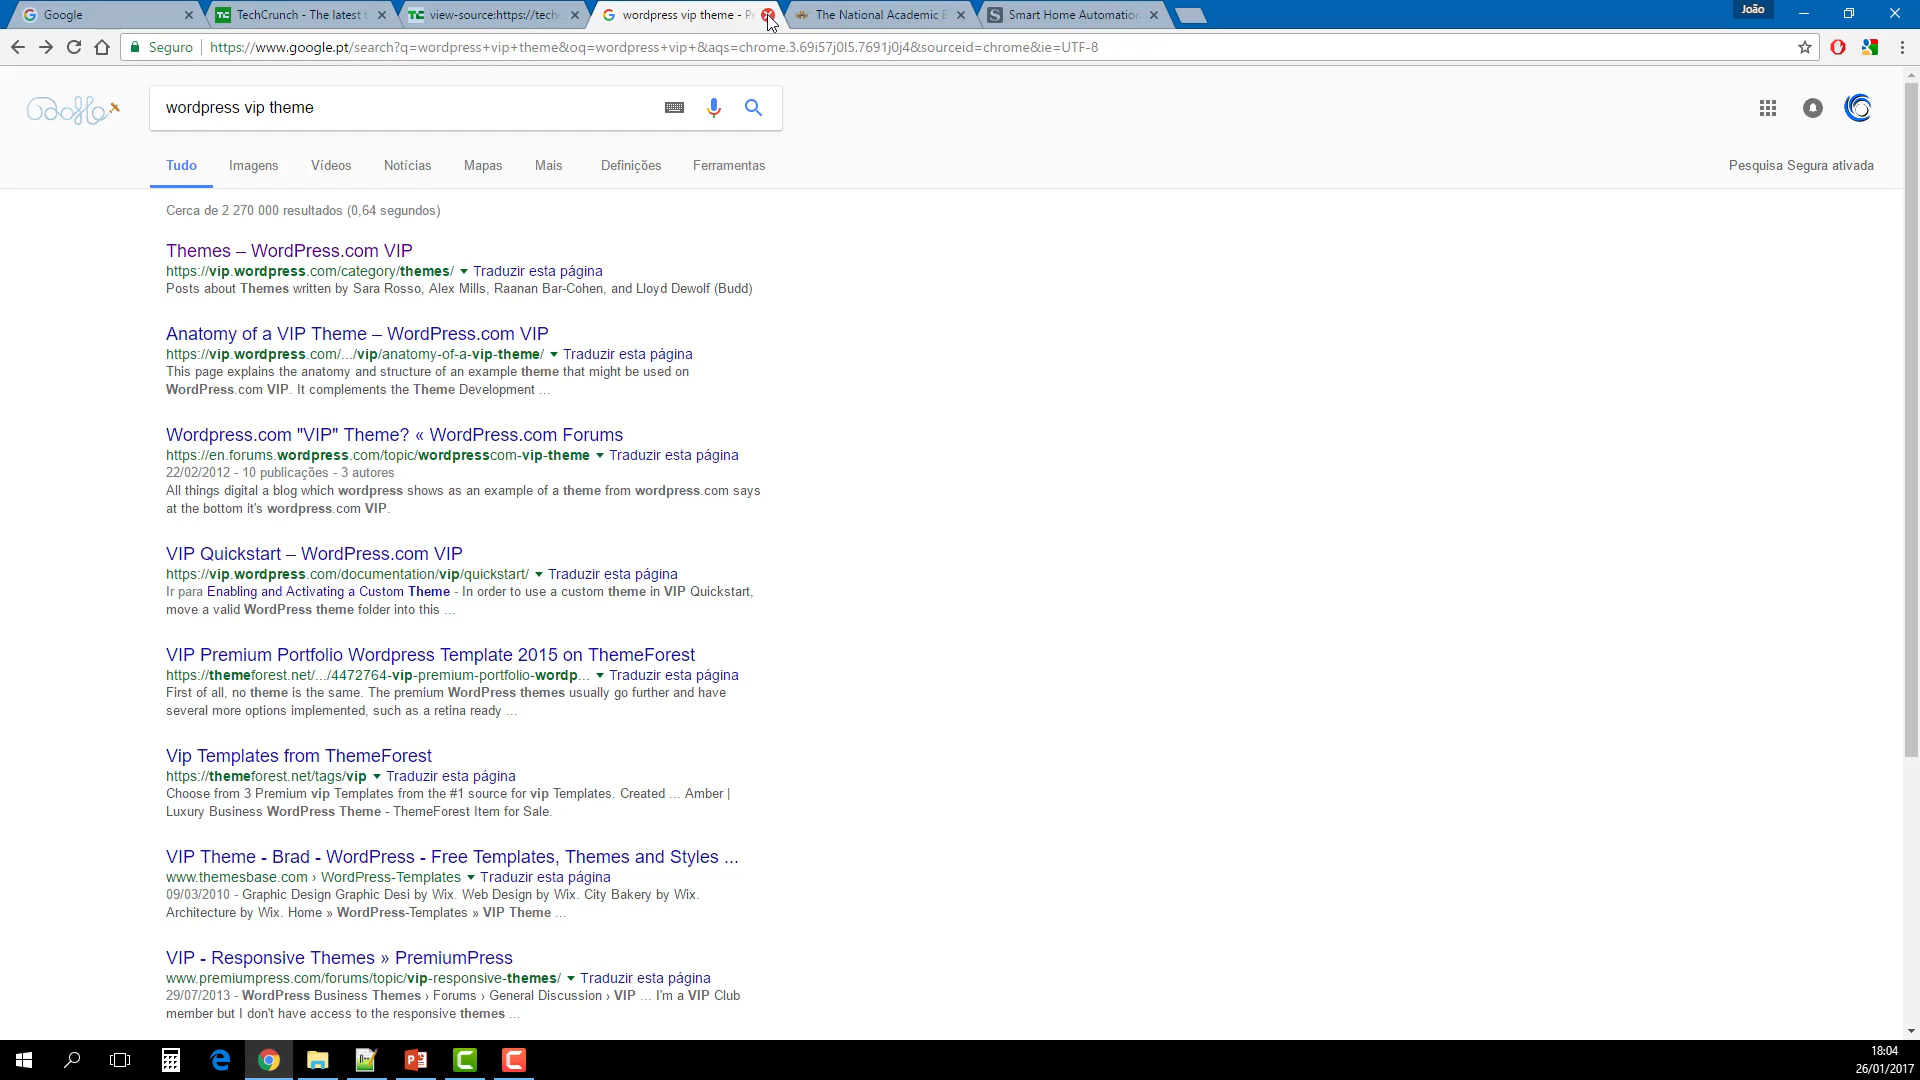 Google
TechCrunch - The latest t
view-source:https://techc
wordpress vip theme - P
The National Academic B
Smart Home Automation
João
Seguro
https://www.google.pt/search?q=wordpress+vip+theme&oq=wordpress+vip+&aqs=chrome.3.69i57j0l5.7691j0j4&sourceid=chrome&ie=UTF-8
wordpress vip theme
Tudo
Imagens
Vídeos
Notícias
Mapas
Mais
Definições
Ferramentas
Pesquisa Segura ativada
Cerca de 2 270 000 resultados (0,64 segundos)
Themes – WordPress.com VIP
https://vip.wordpress.com/category/themes/ ▼ Traduzir esta página
Posts about Themes written by Sara Rosso, Alex Mills, Raanan Bar-Cohen, and Lloyd Dewolf (Budd)
Anatomy of a VIP Theme – WordPress.com VIP
https://vip.wordpress.com/.../vip/anatomy-of-a-vip-theme/ ▼ Traduzir esta página
This page explains the anatomy and structure of an example theme that might be used on
WordPress.com VIP. It complements the Theme Development ...
Wordpress.com "VIP" Theme? « WordPress.com Forums
https://en.forums.wordpress.com/topic/wordpresscom-vip-theme ▼ Traduzir esta página
22/02/2012 - 10 publicações - 3 autores
All things digital a blog which wordpress shows as an example of a theme from wordpress.com says
at the bottom it's wordpress.com VIP.
VIP Quickstart – WordPress.com VIP
https://vip.wordpress.com/documentation/vip/quickstart/ ▼ Traduzir esta página
Ir para Enabling and Activating a Custom Theme - In order to use a custom theme in VIP Quickstart,
move a valid WordPress theme folder into this ...
VIP Premium Portfolio Wordpress Template 2015 on ThemeForest
https://themeforest.net/.../4472764-vip-premium-portfolio-wordp... ▼ Traduzir esta página
First of all, no theme is the same. The premium WordPress themes usually go further and have
several more options implemented, such as a retina ready ...
Vip Templates from ThemeForest
https://themeforest.net/tags/vip ▼ Traduzir esta página
Choose from 3 Premium vip Templates from the #1 source for vip Templates. Created ... Amber |
Luxury Business WordPress Theme - ThemeForest Item for Sale.
VIP Theme - Brad - WordPress - Free Templates, Themes and Styles ...
www.themesbase.com › WordPress-Templates ▼ Traduzir esta página
09/03/2010 - Graphic Design Graphic Desi by Wix. Web Design by Wix. City Bakery by Wix.
Architecture by Wix. Home » WordPress-Templates » VIP Theme ...
VIP - Responsive Themes » PremiumPress
www.premiumpress.com/forums/topic/vip-responsive-themes/ ▼ Traduzir esta página
29/07/2013 - WordPress Business Themes › Forums › General Discussion › VIP ... I'm a VIP Club
member but I don't have access to the responsive themes ...
18:04
26/01/2017